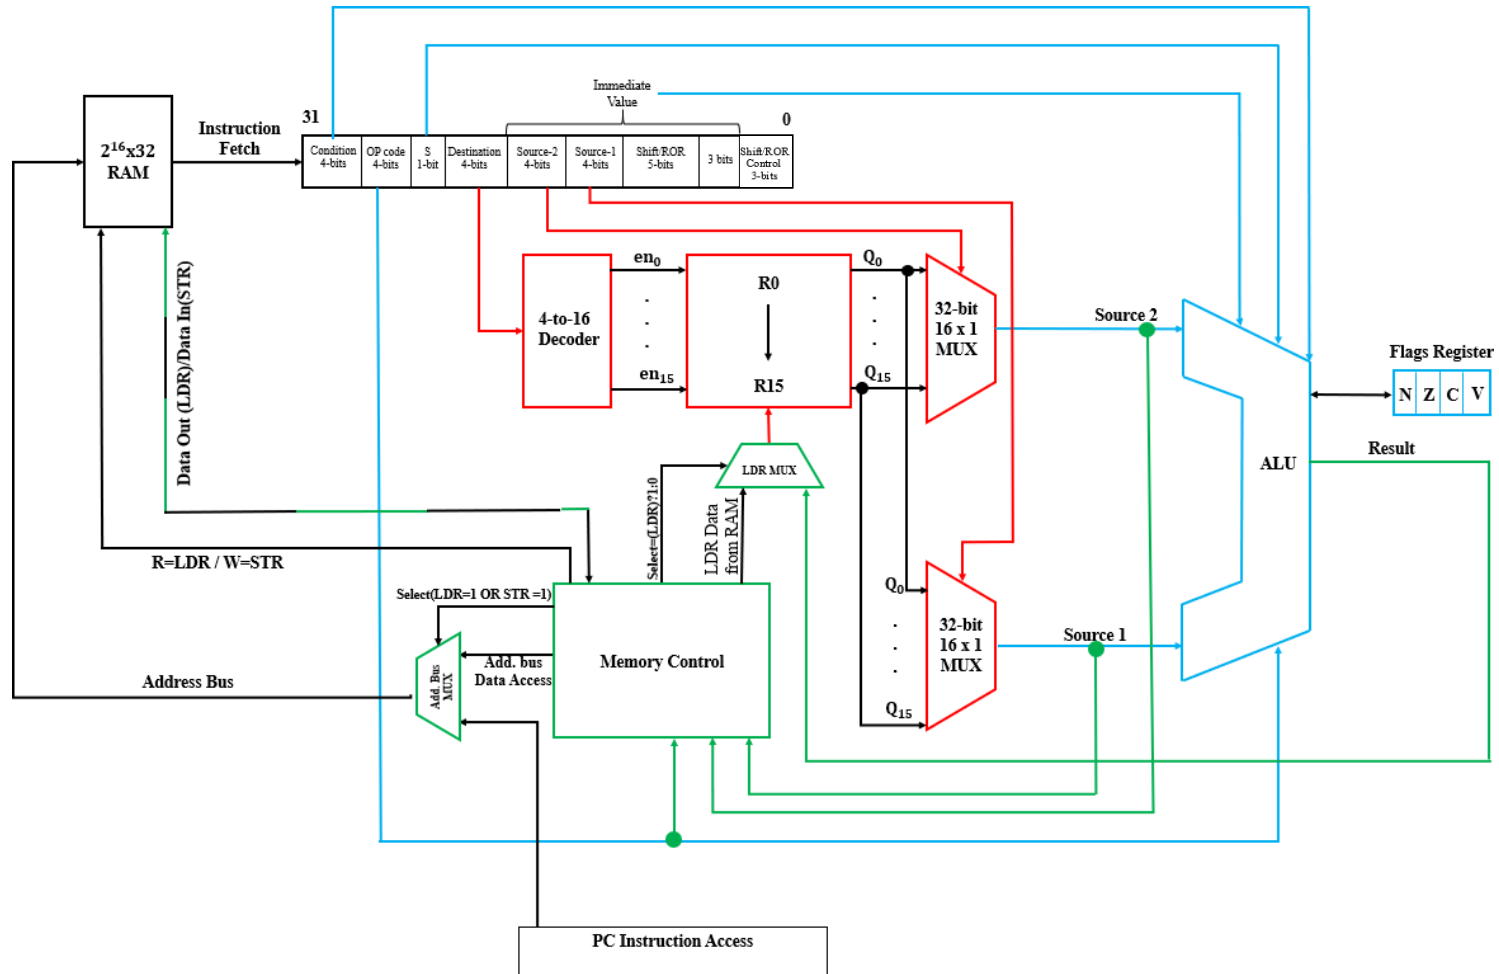 Immediate
Value
31
0
Instruction
Fetch
2¹⁶x32
RAM
Condition
4-bits
OP code
4-bits
S
1-bit
Destination
4-bits
Source-2
4-bits
Source-1
4-bits
Shift/ROR
5-bits
3 bits
Shift/ROR
Control
3-bits
4-to-16
Decoder
en₀
en₁₅
R0
R15
Q₀
Q₁₅
32-bit
16 x 1
MUX
Source 2
Flags Register
N Z C V
ALU
Result
Data Out (LDR)/Data In(STR)
LDR MUX
Select=(LDR)?1:0
LDR Data
from RAM
R=LDR / W=STR
Select(LDR=1 OR STR =1)
Memory Control
Add. bus
Data Access
Add. Bus
MUX
Address Bus
Q₀
Q₁₅
32-bit
16 x 1
MUX
Source 1
PC Instruction Access